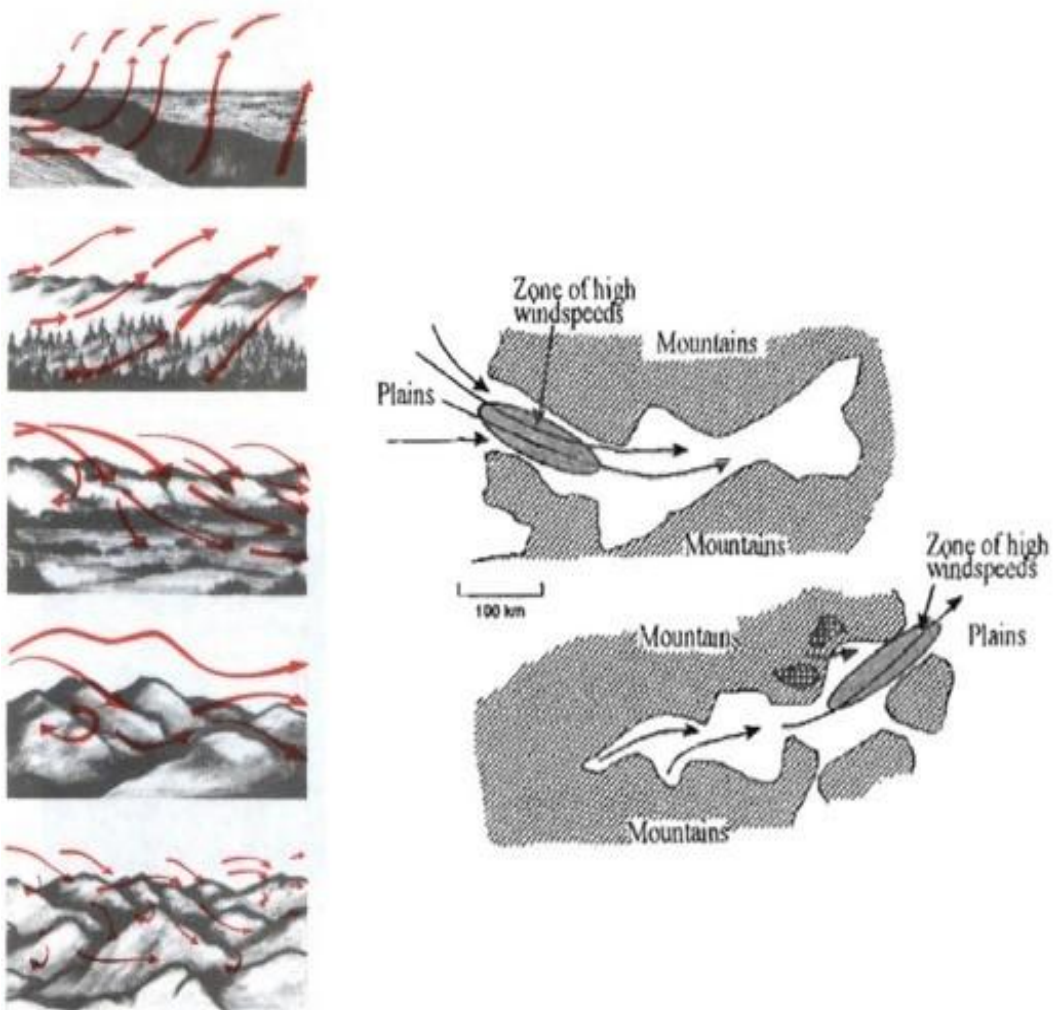 Zone of high
windspeeds
Mountains
Plains
Mountains
100 km
Zone of high
windspeeds
Mountains
Plains
Mountains